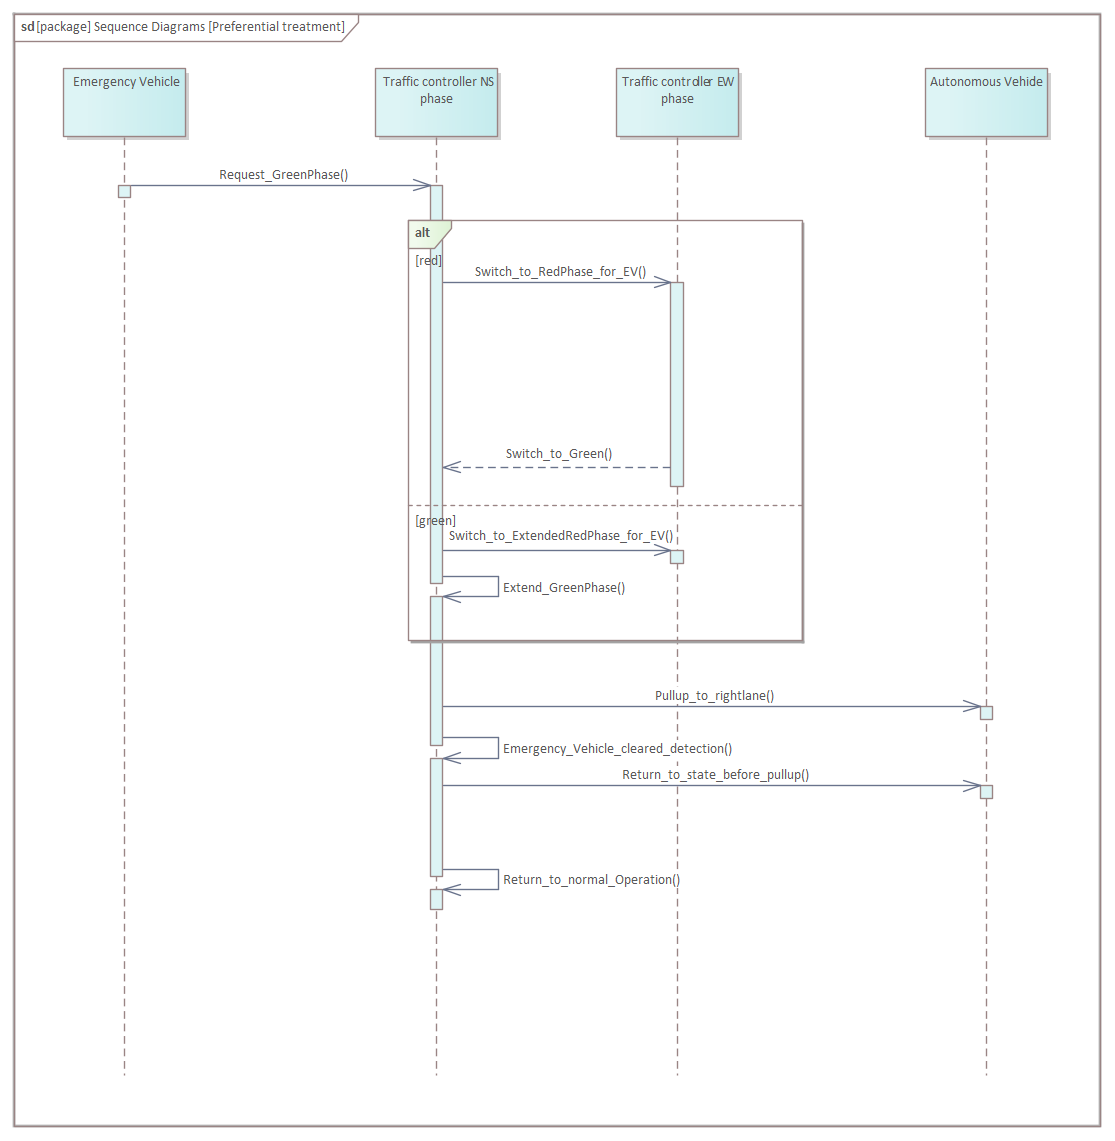 sd [package] Sequence Diagrams [Preferential treatment]
Emergency Vehicle
Traffic controller NS
phase
Traffic controller EW
phase
Autonomous Vehicle
Request_GreenPhase()
alt
[red]
Switch_to_RedPhase_for_EV()
Switch_to_Green()
[green]
Switch_to_ExtendedRedPhase_for_EV()
Extend_GreenPhase()
Pullup_to_rightlane()
Emergency_Vehicle_cleared_detection()
Return_to_state_before_pullup()
Return_to_normal_Operation()